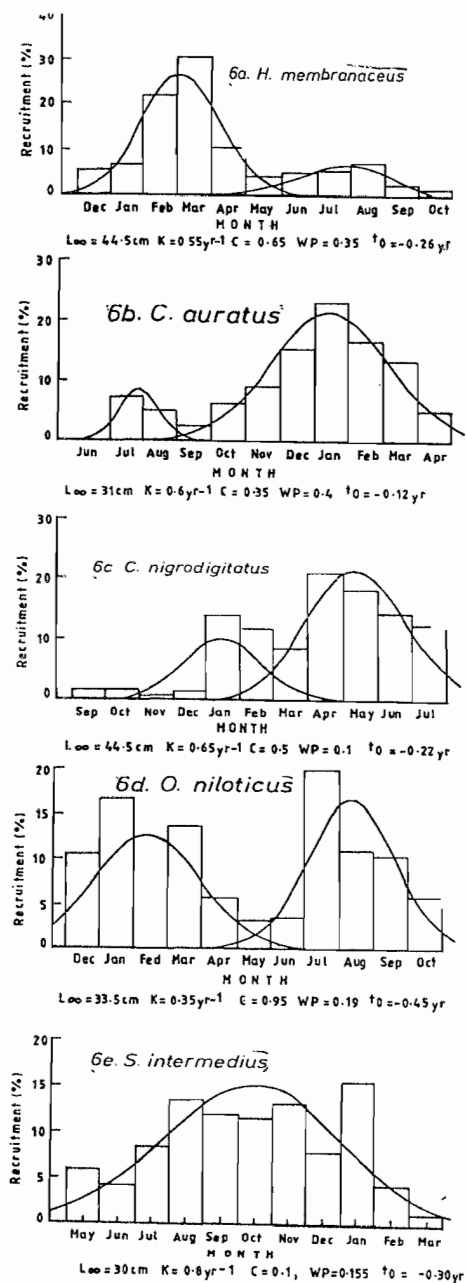 40
30
20
10
0
Recruitment (%)
6a. H. membranaceus
Dec Jan Feb Mar Apr May Jun Jul Aug Sep Oct
MONTH
L∞ = 44·5cm K = 0·55yr-1 C = 0·65 WP = 0·35 t0 = -0·26 yr
30
20
10
0
Recruitment (%)
6b. C. auratus
Jun Jul Aug Sep Oct Nov Dec Jan Feb Mar Apr
MONTH
L∞ = 31cm K = 0·6yr-1 C = 0·35 WP = 0·4 t0 = -0·12 yr
30
20
10
0
Recruitment (%)
6c C. nigrodigitatus
Sep Oct Nov Dec Jan Feb Mar Apr May Jun Jul
MONTH
L∞ = 44·5cm K = 0·65yr-1 C = 0·5 WP = 0·1 t0 = -0·22 yr
20
15
10
5
0
Recruitment (%)
6d. O. niloticus
Dec Jan Fed Mar Apr May Jun Jul Aug Sep Oct
MONTH
L∞ = 33·5cm K = 0·35yr-1 C = 0·95 WP = 0·19 t0 = -0·45 yr
20
15
10
5
0
Recruitment (%)
6e. S. intermedius
May Jun Jul Aug Sep Oct Nov Dec Jan Feb Mar
MONTH
L∞ = 30cm K = 0·8yr-1 C = 0·1, WP = 0·155 t0 = -0·30 yr